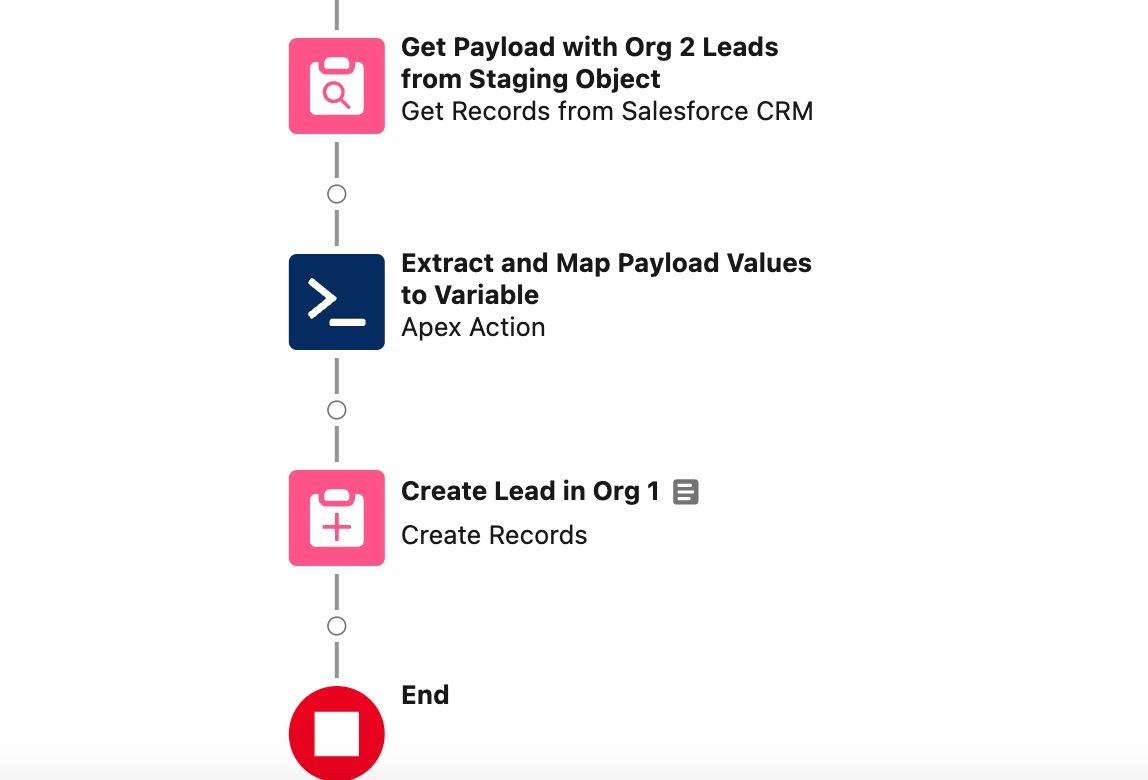 Get Payload with Org 2 Leads
from Staging Object
Get Records from Salesforce CRM
Extract and Map Payload Values
to Variable
Apex Action
Create Lead in Org 1
Create Records
End